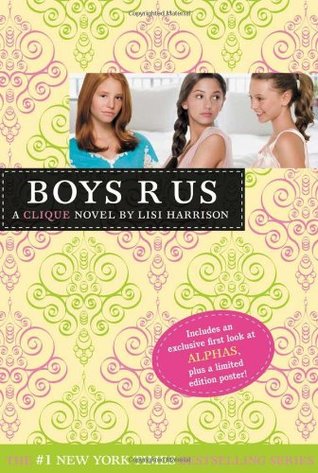 BOYS R US
A CLIQUE NOVEL BY LISI HARRISON
Includes an
exclusive first look at
ALPHAS,
plus a limited
edition poster!
THE #1 NEW YORK TIMES BESTSELLING SERIES